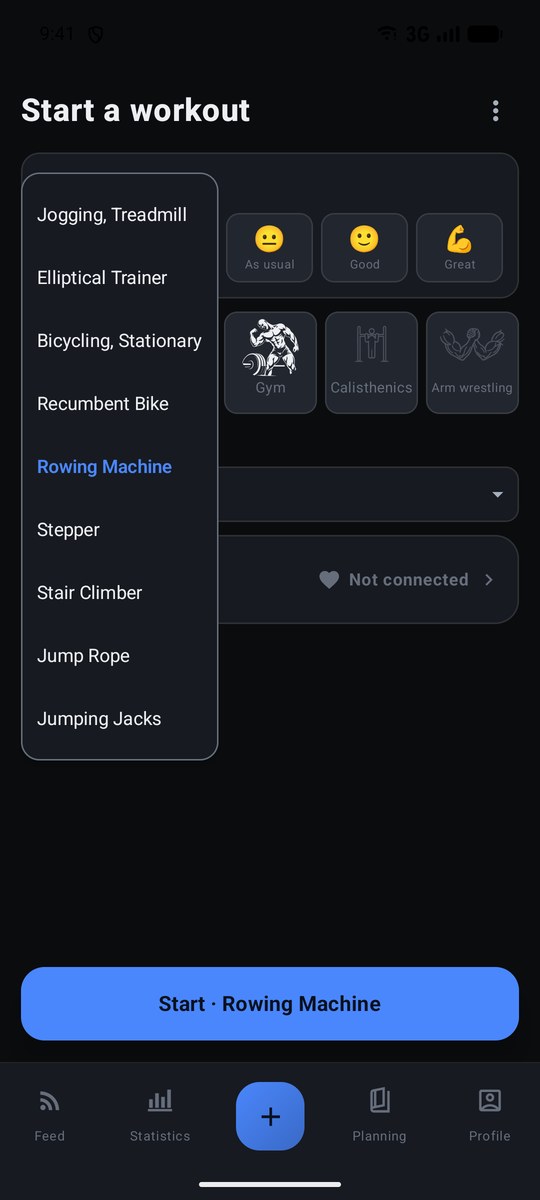 9:41
3G
Start a workout
Jogging, Treadmill
Elliptical Trainer
Bicycling, Stationary
Recumbent Bike
Rowing Machine
Stepper
Stair Climber
Jump Rope
Jumping Jacks
As usual
Good
Great
Gym
Calisthenics
Arm wrestling
Not connected
Start · Rowing Machine
Feed
Statistics
Planning
Profile